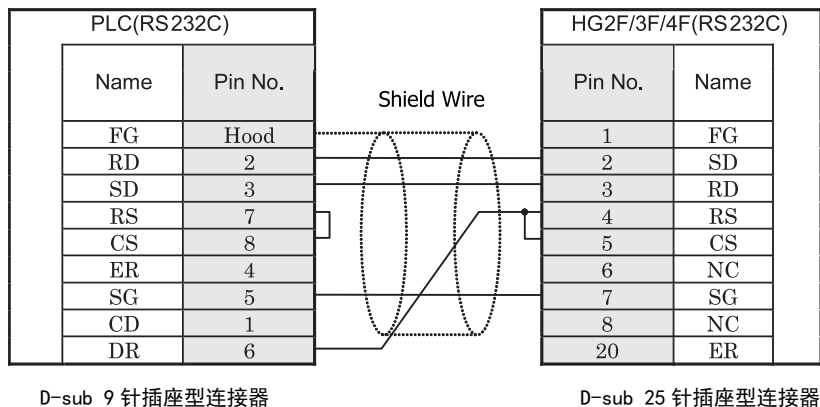 PLC(RS232C) HG2F/3F/4F(RS232C)
Name Pin No. Shield Wire Pin No. Name
FG Hood 1 FG
RD 2 2 SD
SD 3 3 RD
RS 7 4 RS
CS 8 5 CS
ER 4 6 NC
SG 5 7 SG
CD 1 8 NC
DR 6 20 ER
D-sub 9 针插座型连接器 D-sub 25 针插座型连接器